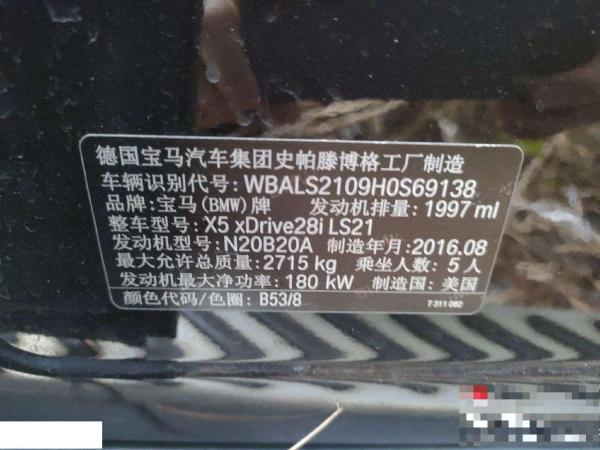 德国宝马汽车集团史帕滕博格工厂制造
车辆识别代号: WBALS2109H0S69138
品牌: 宝马(BMW)牌 发动机排量: 1997 ml
整车型号: X5 xDrive28i LS21
发动机型号: N20B20A 制造年月: 2016.08
最大允许总质量: 2715 kg 乘坐人数: 5 人
发动机最大净功率: 180 kW 制造国: 美国
颜色代码/色圈: B53/8
7 311 082